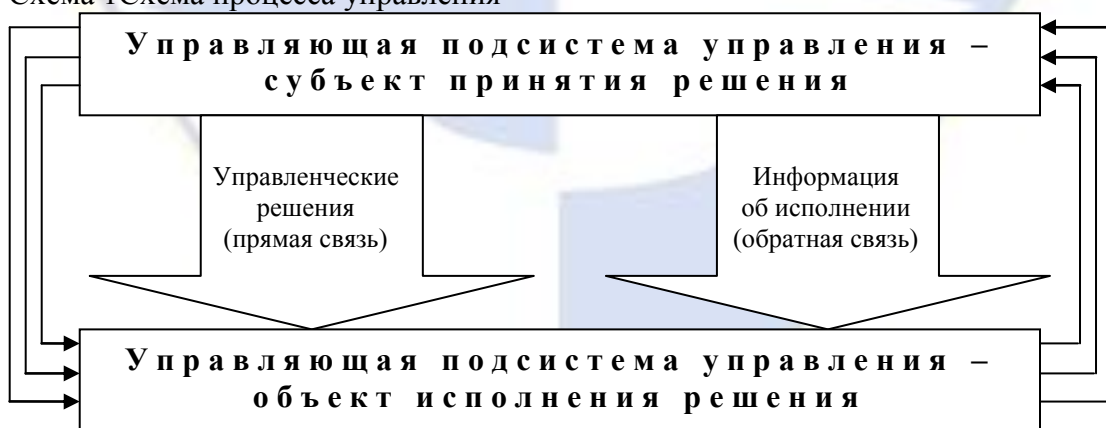 Схема 1Схема процесса управления
Управляющая подсистема управления –
субъект принятия решения
Управленческие
решения
(прямая связь)
Информация
об исполнении
(обратная связь)
Управляющая подсистема управления –
объект исполнения решения